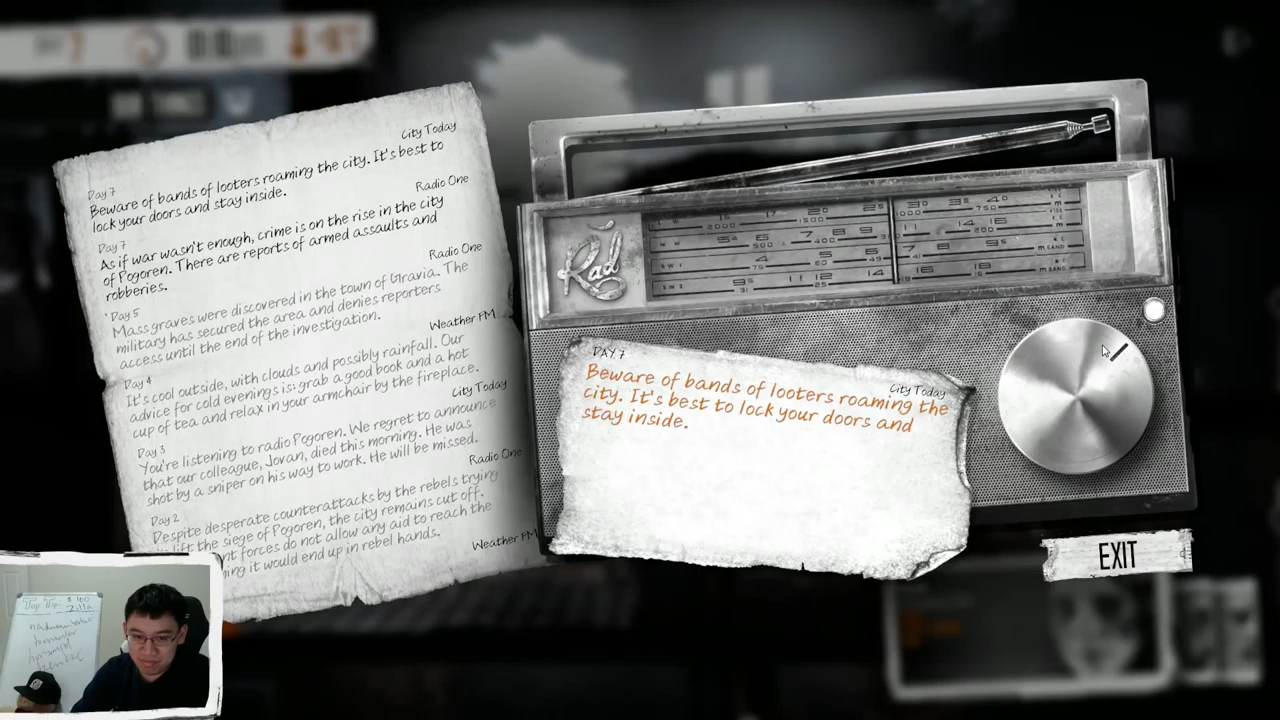 City Today
Day 7
Beware of bands of looters roaming the city. It's best to
lock your doors and stay inside.
Radio One
Day 7
As if war wasn't enough, crime is on the rise in the city
of Pogoren. There are reports of armed assaults and
robberies.
Radio One
Day 5
Mass graves were discovered in the town of Gravia. The
military has secured the area and denies reporters
access until the end of the investigation.
Weather FM
Day 4
It's cool outside, with clouds and possibly rainfall. Our
advice for cold evenings is: grab a good book and a hot
cup of tea and relax in your armchair by the fireplace.
City Today
Day 3
You're listening to radio Pogoren. We regret to announce
that our colleague, Jovan, died this morning. He was
shot by a sniper on his way to work. He will be missed.
Radio One
Day 2
Despite desperate counterattacks by the rebels trying
lift the siege of Pogoren, the city remains cut off.
forces do not allow any aid to reach the
it would end up in rebel hands.
Weather FM
Rad
DAY 7
City Today
Beware of bands of looters roaming the
city. It's best to lock your doors and
stay inside.
EXIT
Top Tip: $100